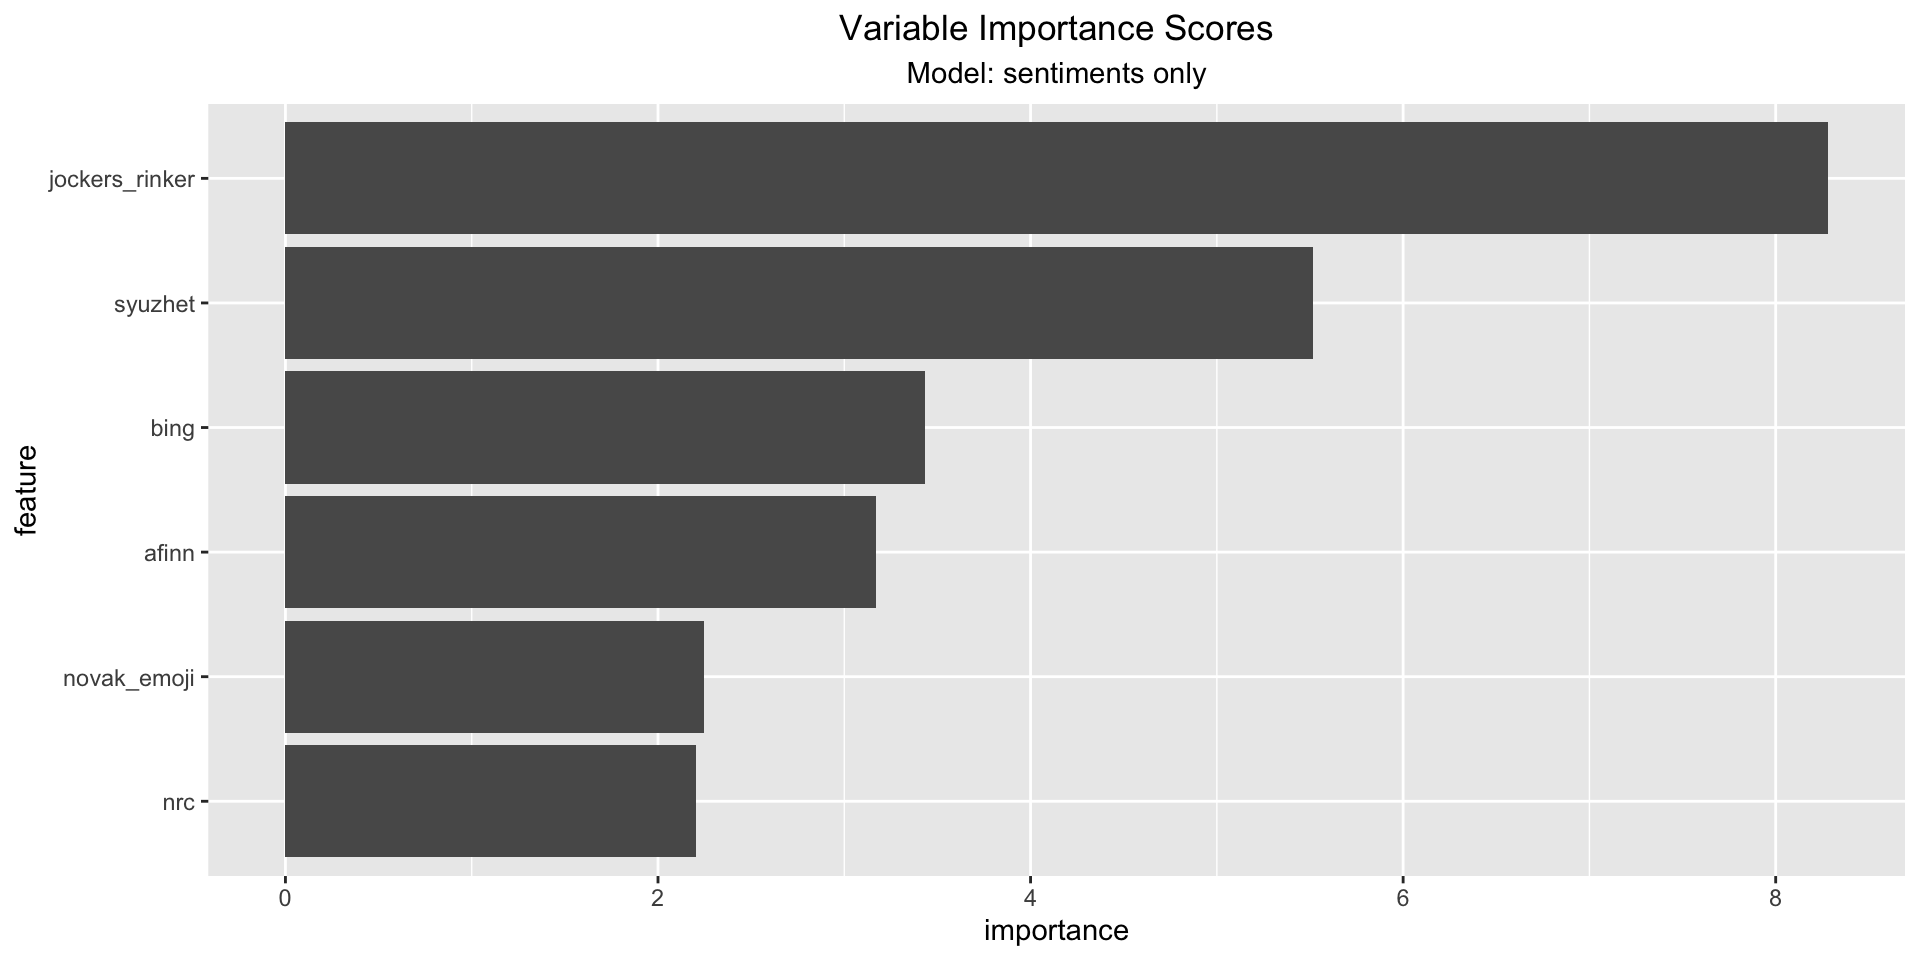 Variable Importance Scores
Model: sentiments only
feature
jockers_rinker
syuzhet
bing
afinn
novak_emoji
nrc
0 2 4 6 8
importance